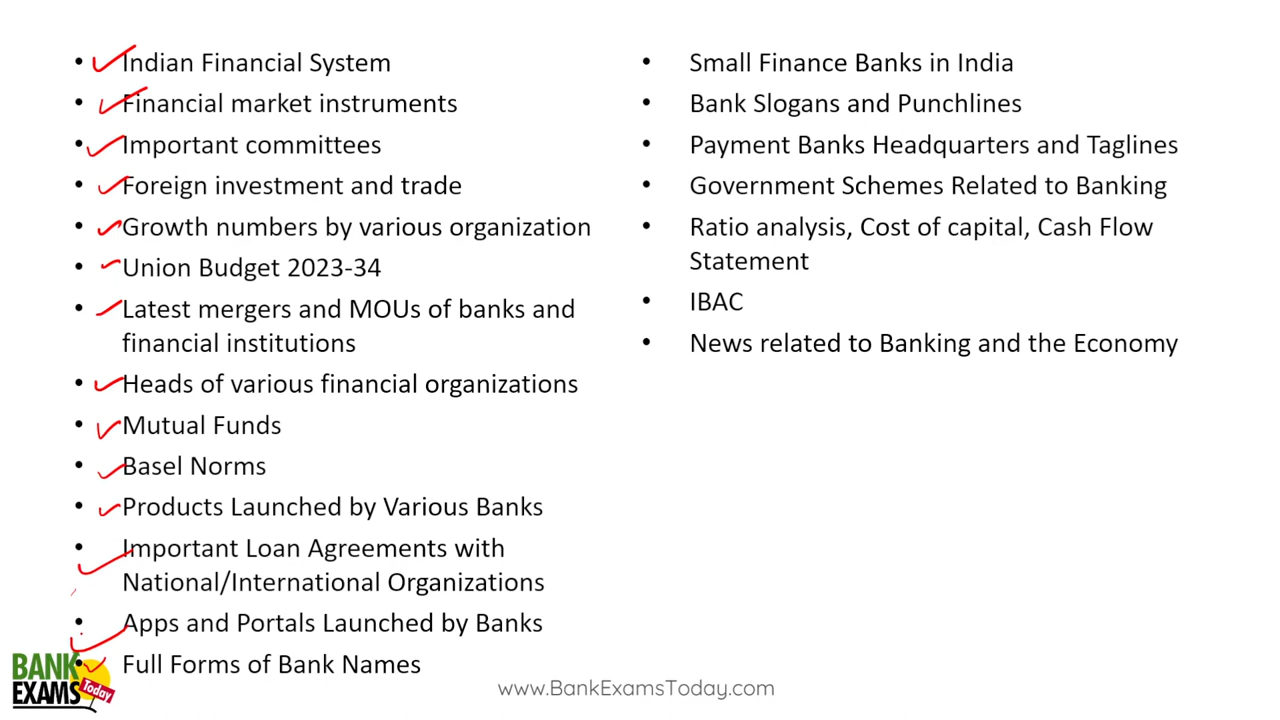 Indian Financial System
Financial market instruments
Important committees
Foreign investment and trade
Growth numbers by various organization
Union Budget 2023-34
Latest mergers and MOUs of banks and
financial institutions
Heads of various financial organizations
Mutual Funds
Basel Norms
Products Launched by Various Banks
Important Loan Agreements with
National/International Organizations
Apps and Portals Launched by Banks
Full Forms of Bank Names
Small Finance Banks in India
Bank Slogans and Punchlines
Payment Banks Headquarters and Taglines
Government Schemes Related to Banking
Ratio analysis, Cost of capital, Cash Flow
Statement
IBAC
News related to Banking and the Economy
BANK
EXAMS
Today
www.BankExamsToday.com